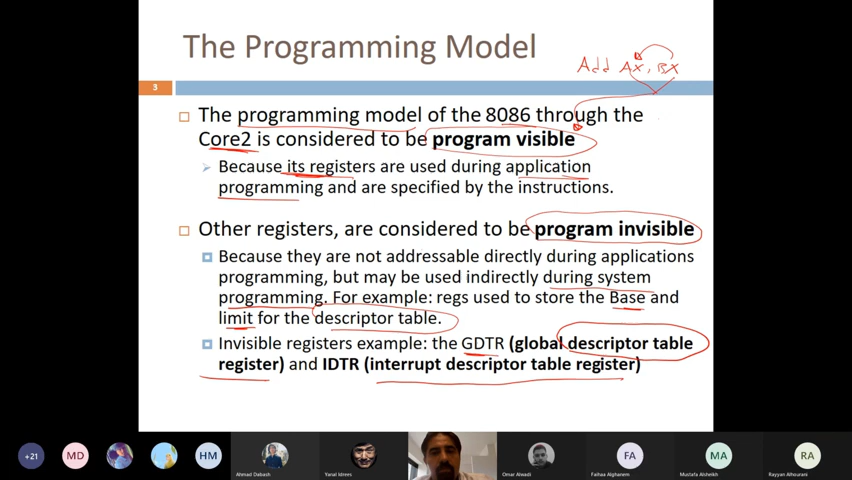 The Programming Model
Add AX, BX
3
The programming model of the 8086 through the
Core2 is considered to be program visible
Because its registers are used during application
programming and are specified by the instructions.
Other registers, are considered to be program invisible
Because they are not addressable directly during applications
programming, but may be used indirectly during system
programming. For example: regs used to store the Base and
limit for the descriptor table.
Invisible registers example: the GDTR (global descriptor table
register) and IDTR (interrupt descriptor table register)
+21
MD
HM
FA
MA
RA
Ahmad Dabash
Yanal Idrees
Omar Alwadi
Faihaa Alghanem
Mustafa Alsheikh
Rayyan Alhourani